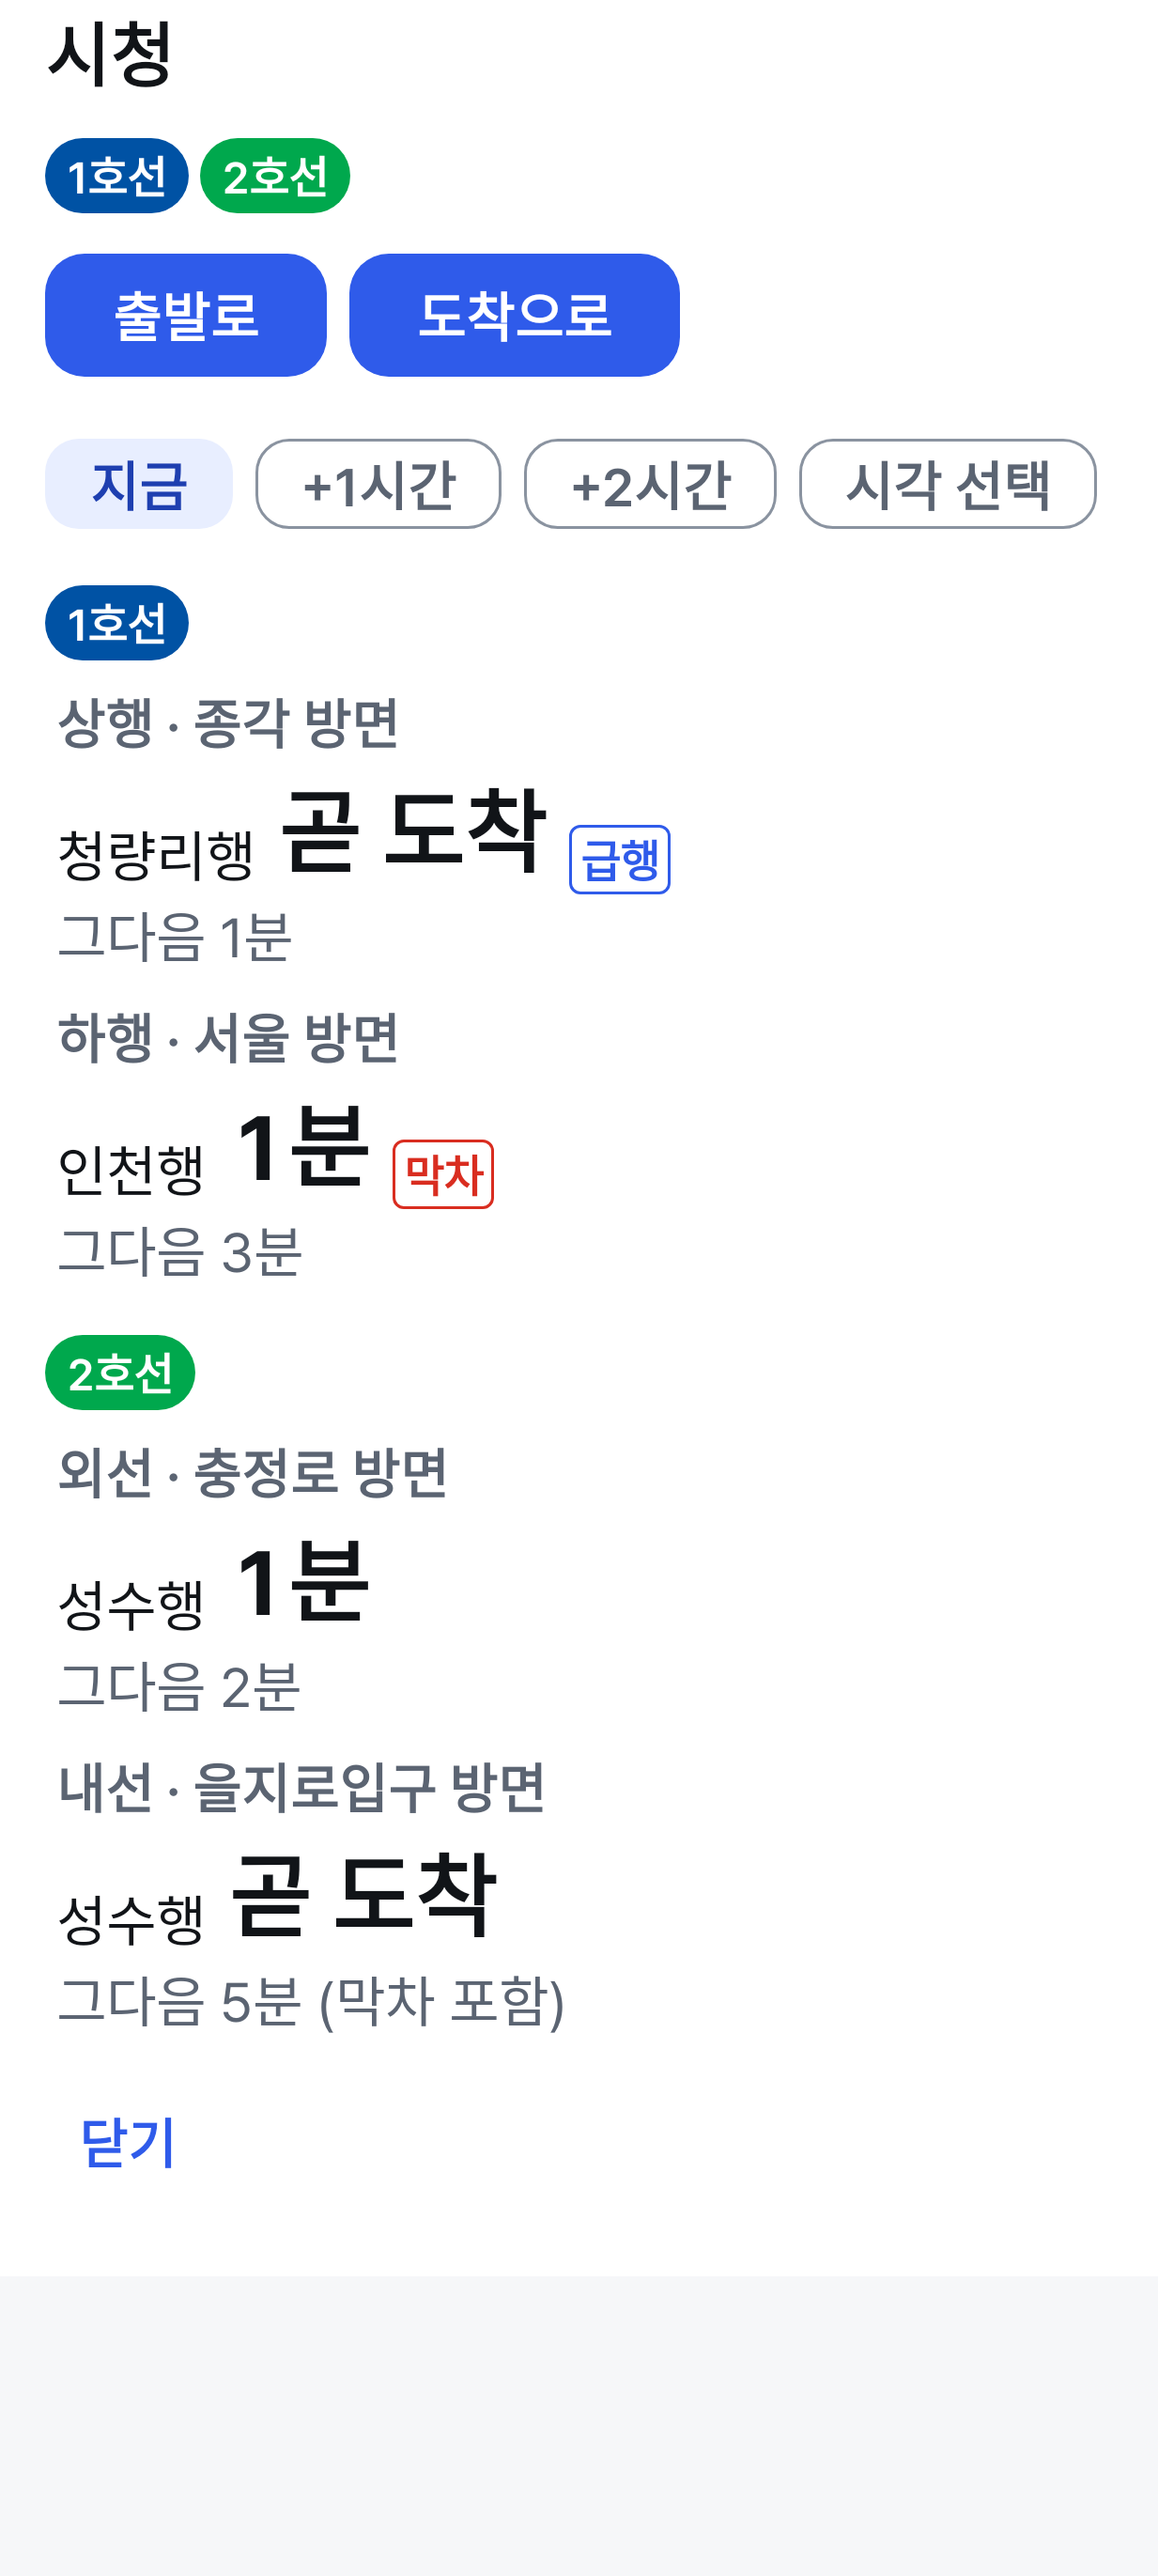 시청
1호선 2호선
출발로 도착으로
지금 +1시간 +2시간 시각 선택
1호선
상행 · 종각 방면
청량리행 곧 도착 급행
그다음 1분
하행 · 서울 방면
인천행 1분 막차
그다음 3분
2호선
외선 · 충정로 방면
성수행 1분
그다음 2분
내선 · 을지로입구 방면
성수행 곧 도착
그다음 5분 (막차 포함)
닫기